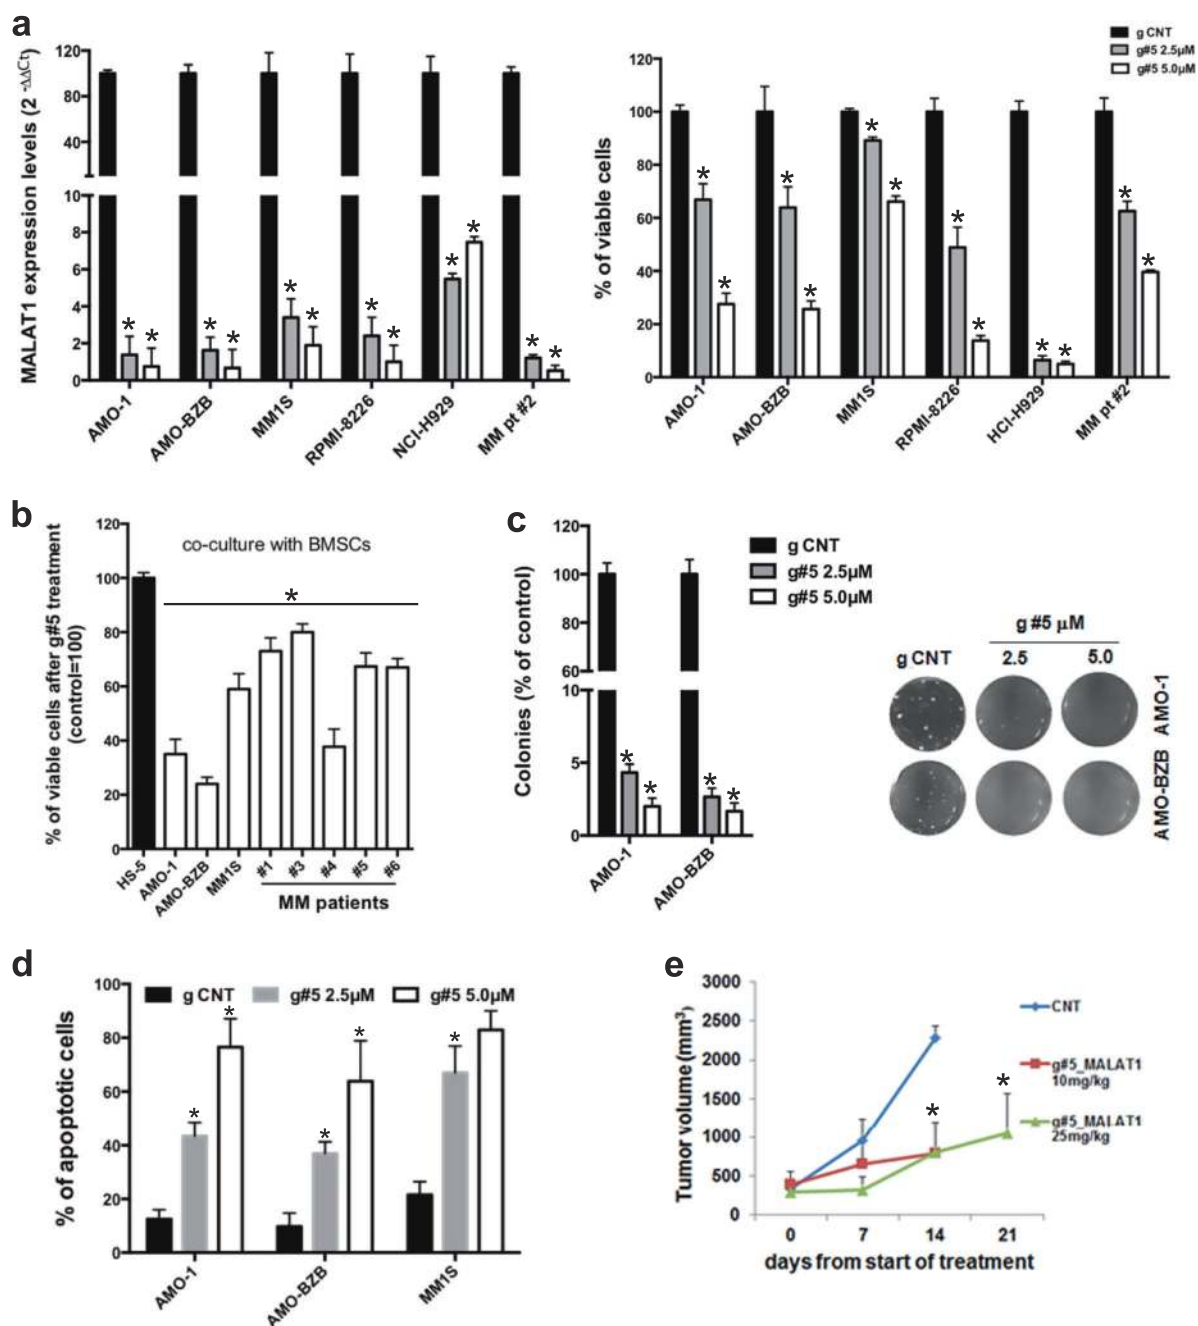 a
MALAT1 expression levels (2 -ΔΔCt)
120
80
40
10
8
6
4
2
0
* * * * * * * * * * * *
AMO-1
AMO-BZB
MM1S
RPMI-8226
NCI-H929
MM pt #2
g CNT
g#5 2.5μM
g#5 5.0μM
% of viable cells
120
100
80
60
40
20
0
* * * * * * * * * * * *
AMO-1
AMO-BZB
MM1S
RPMI-8226
HCI-H929
MM pt #2
b
% of viable cells after g#5 treatment
(control=100)
120
100
80
60
40
20
0
co-culture with BMSCs
*
HS-5
AMO-1
AMO-BZB
MM1S
#1
#3
#4
#5
#6
MM patients
c
Colonies (% of control)
120
100
80
60
10
5
0
* * * *
AMO-1
AMO-BZB
g CNT
g#5 2.5μM
g#5 5.0μM
g #5 μM
g CNT 2.5 5.0
AMO-1
AMO-BZB
d
% of apoptotic cells
100
80
60
40
20
0
g CNT g#5 2.5μM g#5 5.0μM
* * * * *
AMO-1
AMO-BZB
MM1S
e
Tumor volume (mm³)
3000
2500
2000
1500
1000
500
0
* *
0 7 14 21
days from start of treatment
CNT
g#5_MALAT1
10mg/kg
g#5_MALAT1
25mg/kg